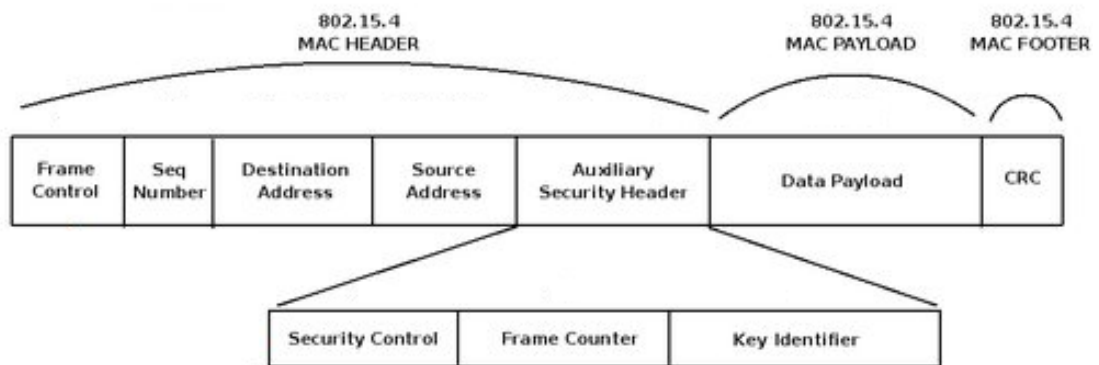 802.15.4
MAC HEADER
802.15.4
MAC PAYLOAD
802.15.4
MAC FOOTER
Frame
Control
Seq
Number
Destination
Address
Source
Address
Auxiliary
Security Header
Data Payload
CRC
Security Control
Frame Counter
Key Identifier